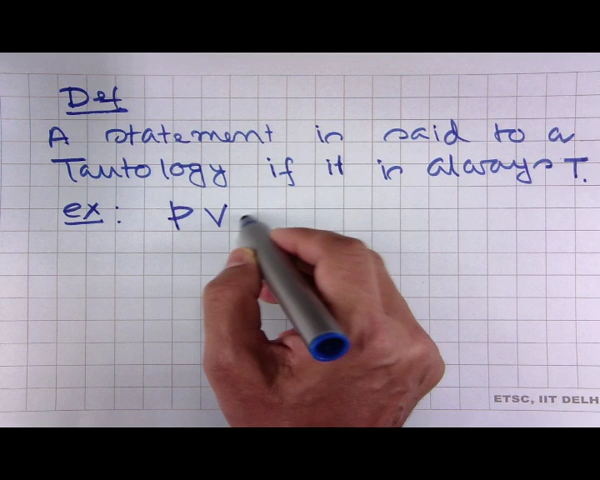 Def
A statement is said to a
Tautology if it is always T.
ex: p ∨
ETSC, IIT DELH